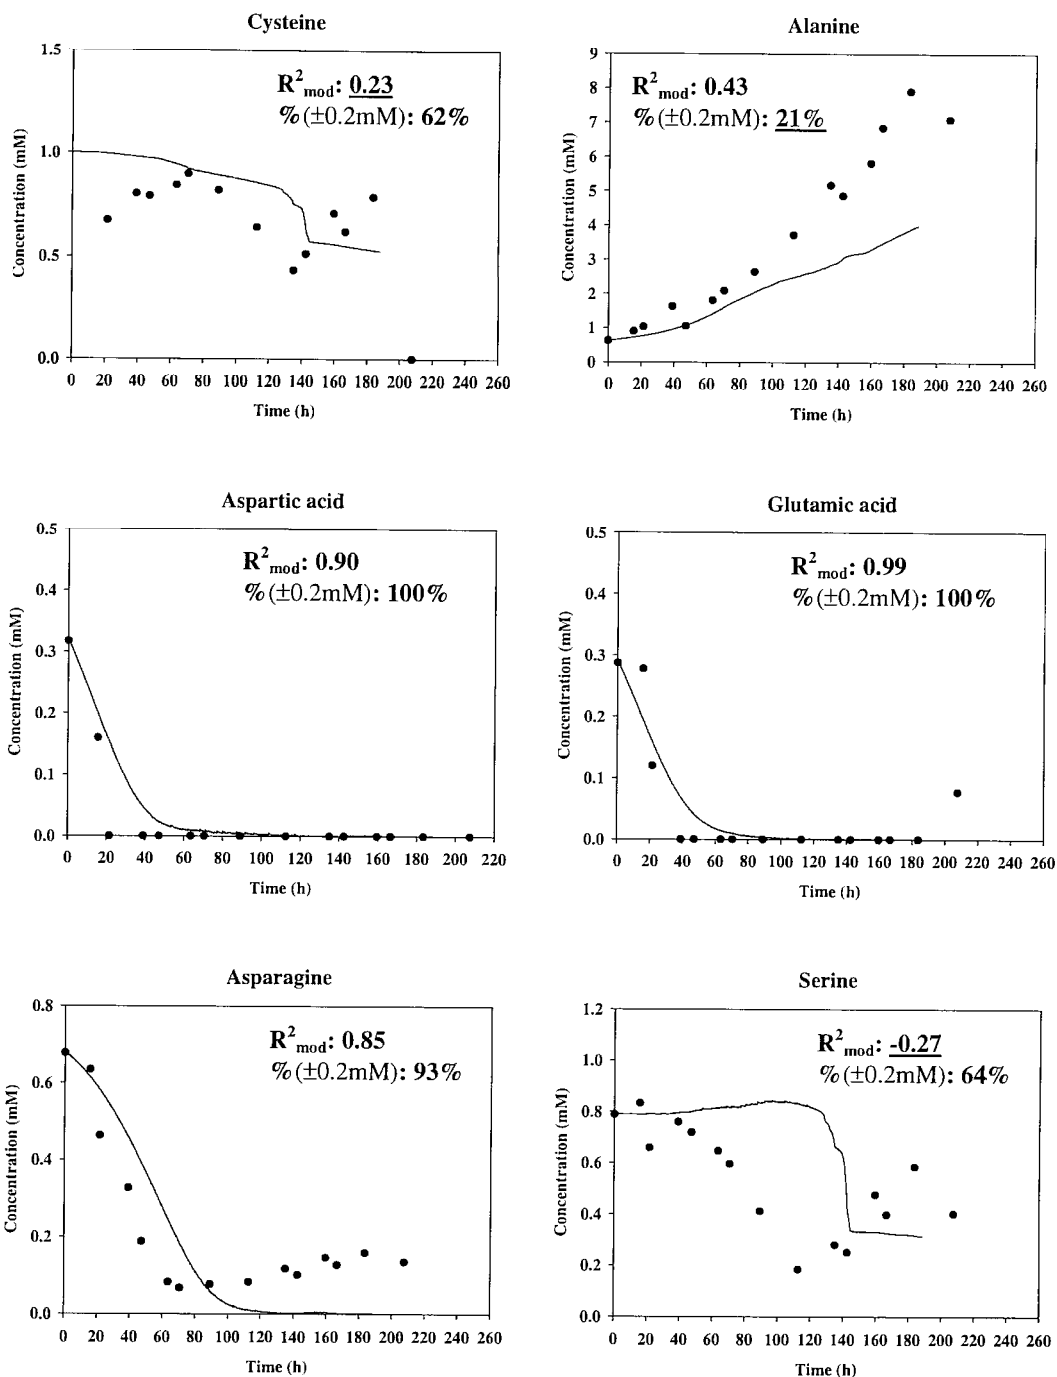 Cysteine
1.5
1.0
0.5
0.0
Concentration (mM)
R²mod: 0.23
%(±0.2mM): 62%
0 20 40 60 80 100 120 140 160 180 200 220 240 260
Time (h)
Alanine
9
8
7
6
5
4
3
2
1
0
Concentration (mM)
R²mod: 0.43
%(±0.2mM): 21%
0 20 40 60 80 100 120 140 160 180 200 220 240 260
Time (h)
Aspartic acid
0.5
0.4
0.3
0.2
0.1
0.0
Concentration (mM)
R²mod: 0.90
%(±0.2mM): 100%
0 20 40 60 80 100 120 140 160 180 200 220
Time (h)
Glutamic acid
0.5
0.4
0.3
0.2
0.1
0.0
Concentration (mM)
R²mod: 0.99
%(±0.2mM): 100%
0 20 40 60 80 100 120 140 160 180 200 220 240 260
Time (h)
Asparagine
0.8
0.6
0.4
0.2
0.0
Concentration (mM)
R²mod: 0.85
%(±0.2mM): 93%
0 20 40 60 80 100 120 140 160 180 200 220 240 260
Time (h)
Serine
1.2
1.0
0.8
0.6
0.4
0.2
0.0
Concentration (mM)
R²mod: -0.27
%(±0.2mM): 64%
0 20 40 60 80 100 120 140 160 180 200 220 240 260
Time (h)